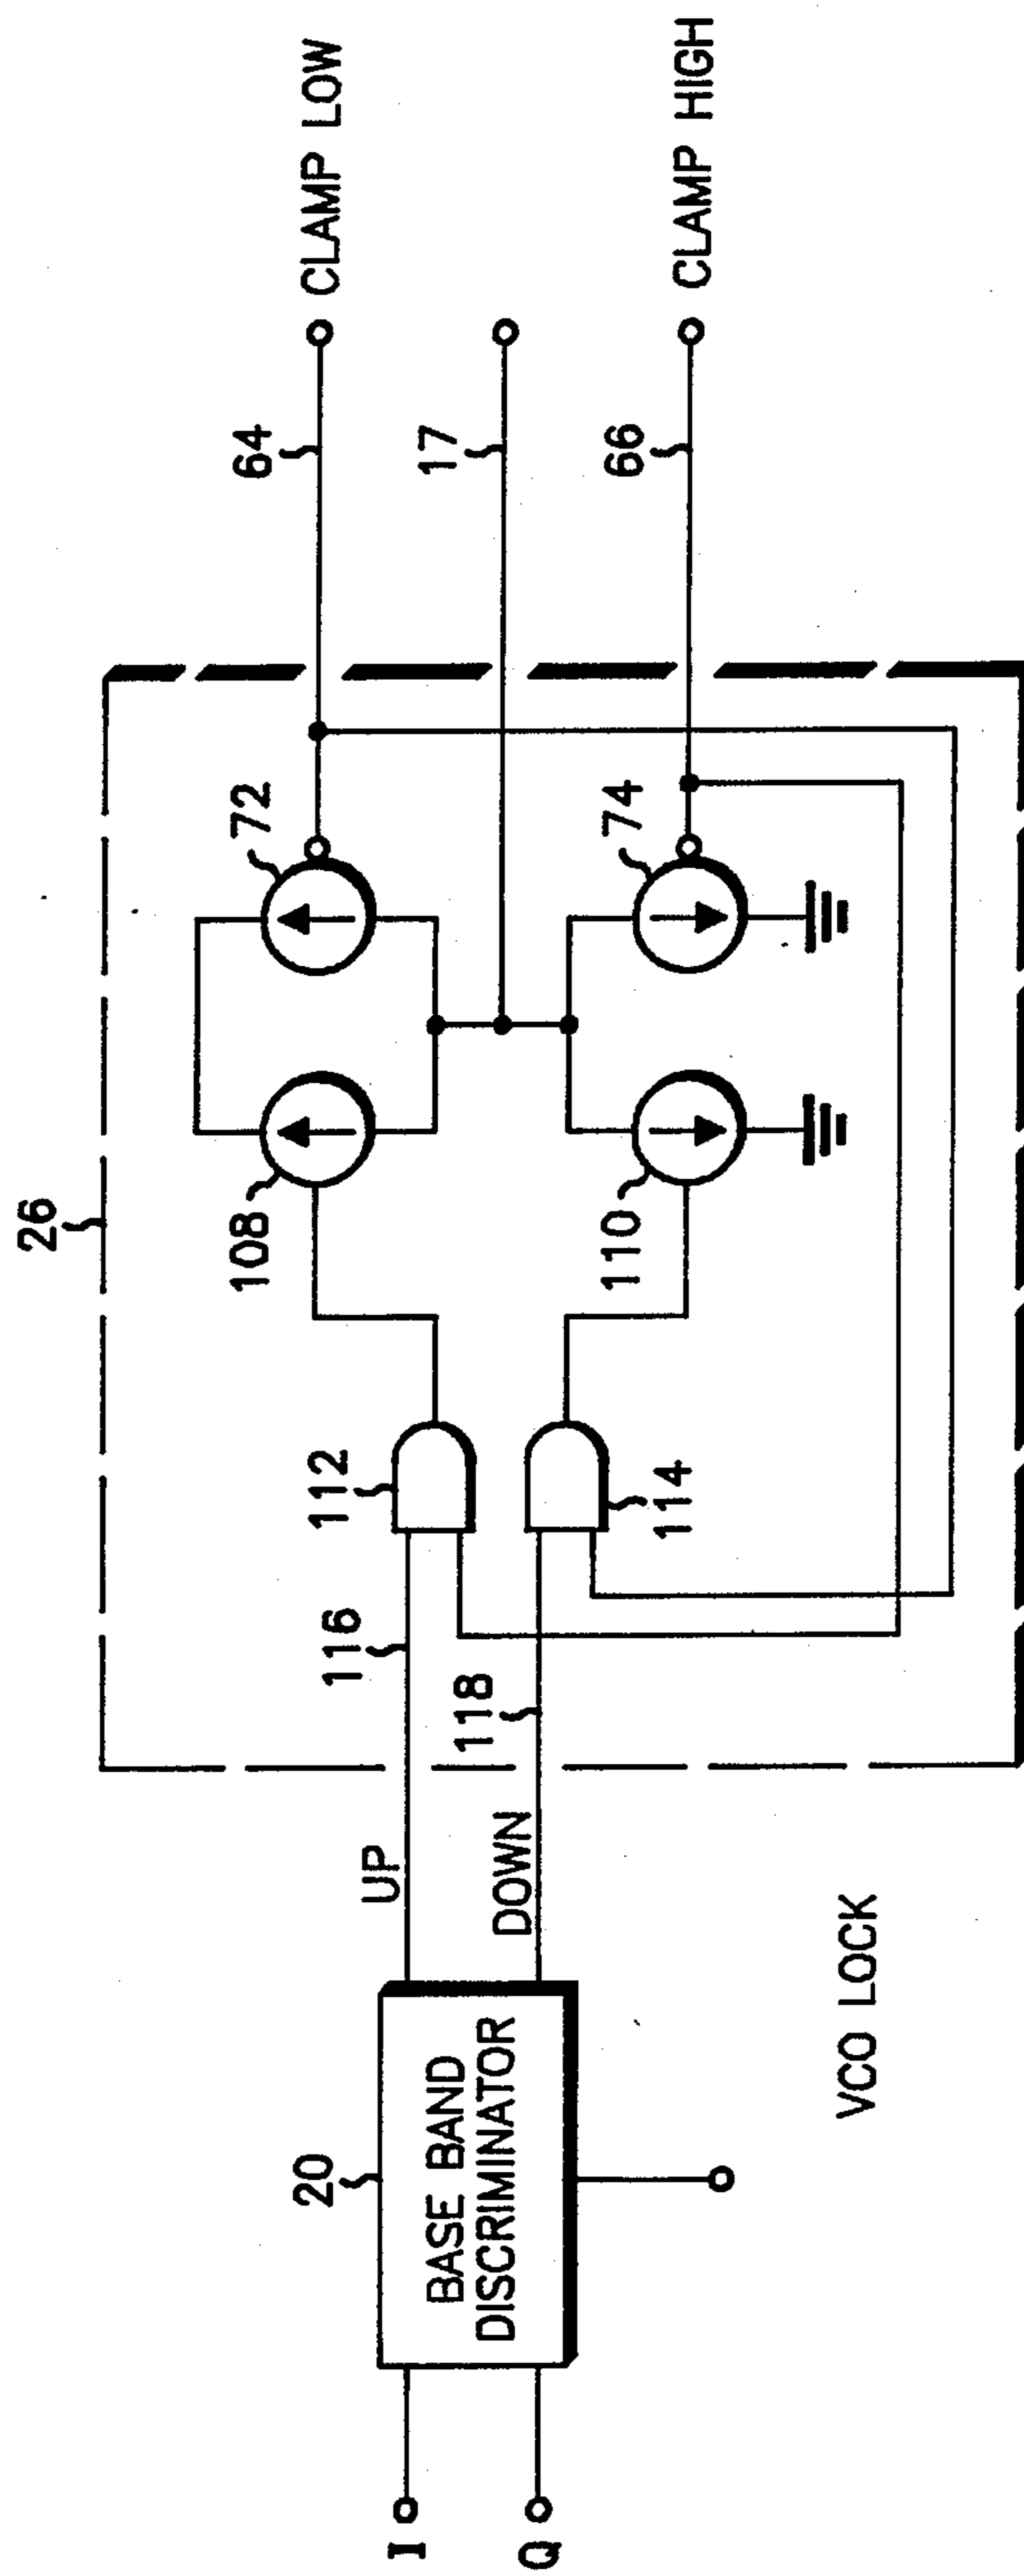 26
CLAMP LOW
64
72
108
17
CLAMP HIGH
66
74
110
112
114
116
118
UP
DOWN
20
BASE BAND
DISCRIMINATOR
I
Q
VCO LOCK